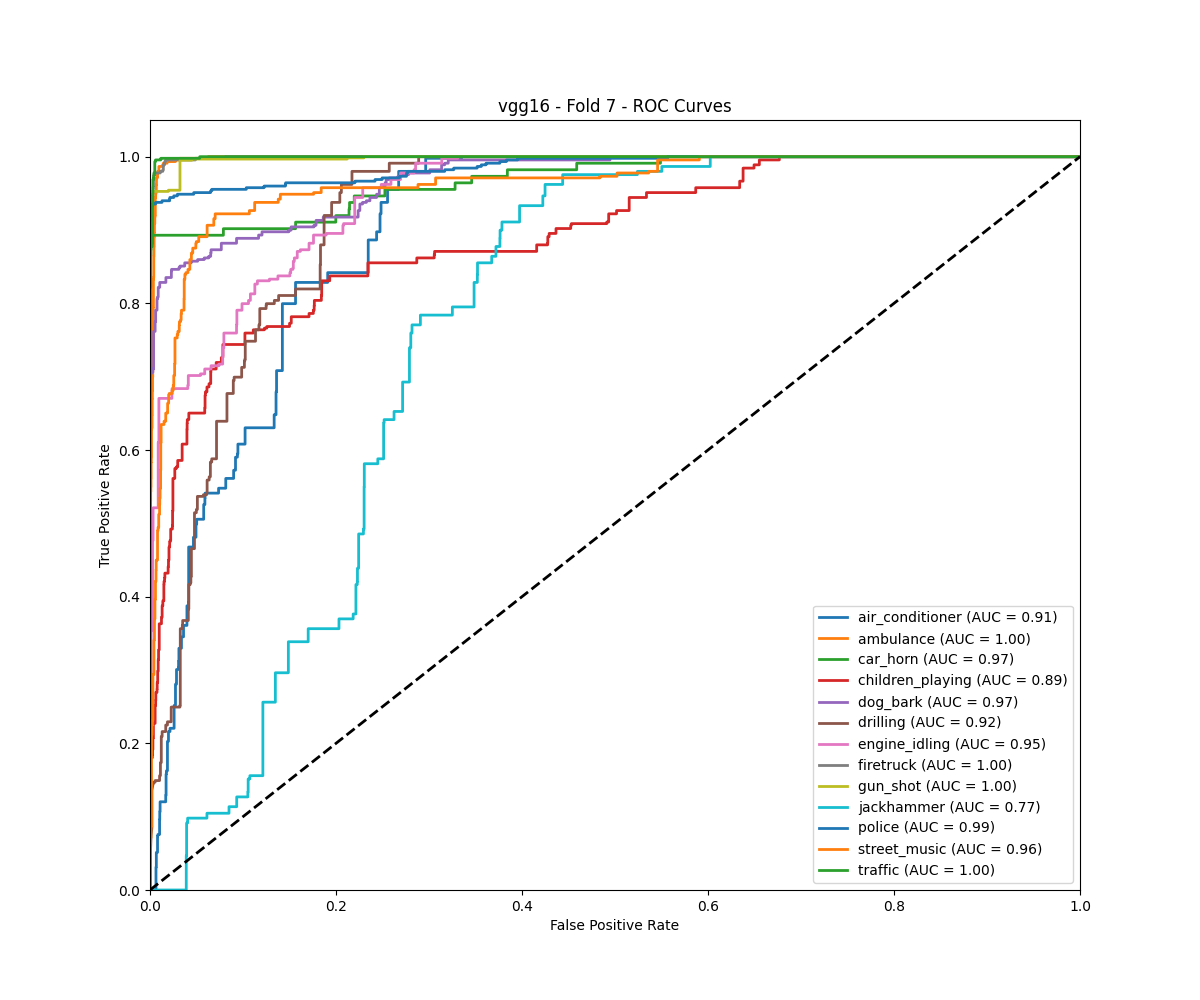 vgg16 - Fold 7 - ROC Curves
1.0
0.8
0.6
0.4
0.2
0.0
True Positive Rate
0.0 0.2 0.4 0.6 0.8 1.0
False Positive Rate
air_conditioner (AUC = 0.91)
ambulance (AUC = 1.00)
car_horn (AUC = 0.97)
children_playing (AUC = 0.89)
dog_bark (AUC = 0.97)
drilling (AUC = 0.92)
engine_idling (AUC = 0.95)
firetruck (AUC = 1.00)
gun_shot (AUC = 1.00)
jackhammer (AUC = 0.77)
police (AUC = 0.99)
street_music (AUC = 0.96)
traffic (AUC = 1.00)